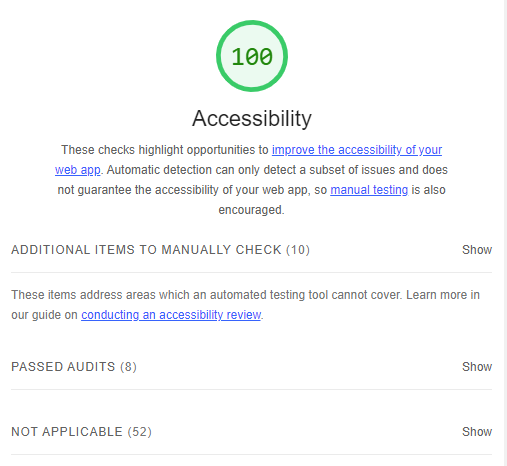 100
Accessibility
These checks highlight opportunities to improve the accessibility of your
web app. Automatic detection can only detect a subset of issues and does
not guarantee the accessibility of your web app, so manual testing is also
encouraged.
ADDITIONAL ITEMS TO MANUALLY CHECK (10) Show
These items address areas which an automated testing tool cannot cover. Learn more in
our guide on conducting an accessibility review.
PASSED AUDITS (8) Show
NOT APPLICABLE (52) Show